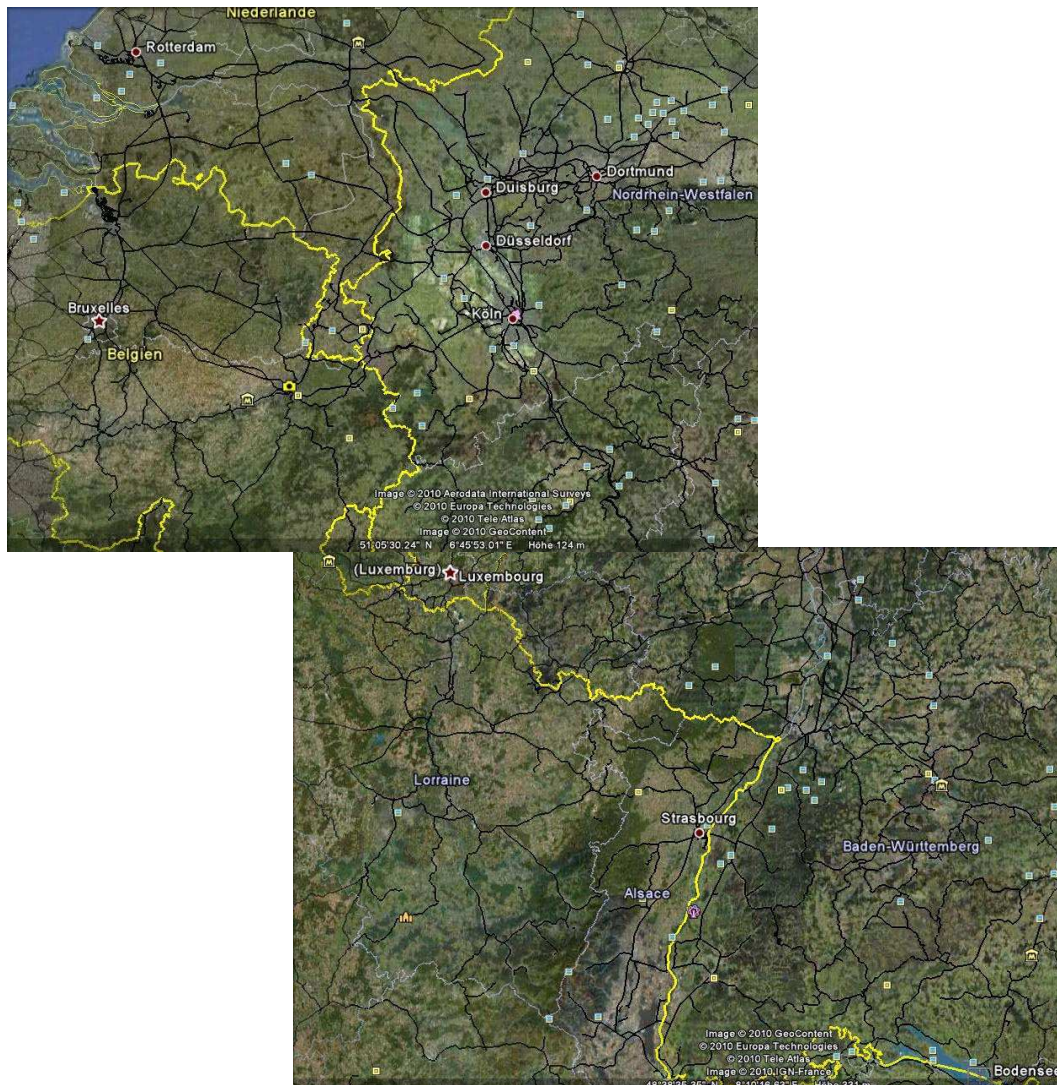 Niederlande
Rotterdam
Dortmund
Duisburg
Nordrhein-Westfalen
Düsseldorf
Bruxelles
Köln
Belgien
Image © 2010 Aerodata International Surveys
© 2010 Europa Technologies
© 2010 Tele Atlas
Image © 2010 GeoContent
51°05'30.24" N 6°45'53.01" E Höhe 124 m
(Luxemburg) Luxembourg
Lorraine
Strasbourg
Baden-Württemberg
Alsace
Image © 2010 GeoContent
© 2010 Europa Technologies
© 2010 Tele Atlas
Image © 2010 IGN-France
Bodensee
Höhe 331 m